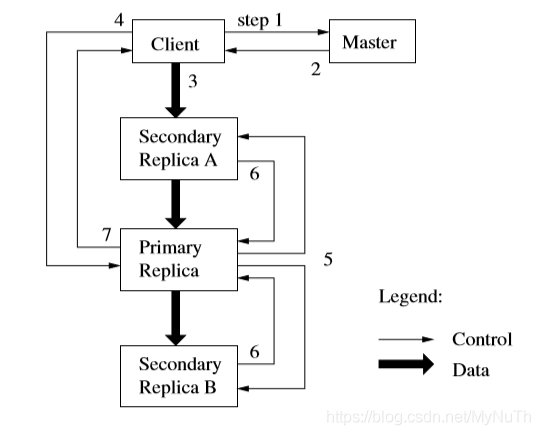 4
step 1
Client
Master
2
3
Secondary
Replica A
6
7
Primary
Replica
5
Legend:
Control
6
Secondary
Replica B
Data
https://blog.csdn.net/MyNuTh